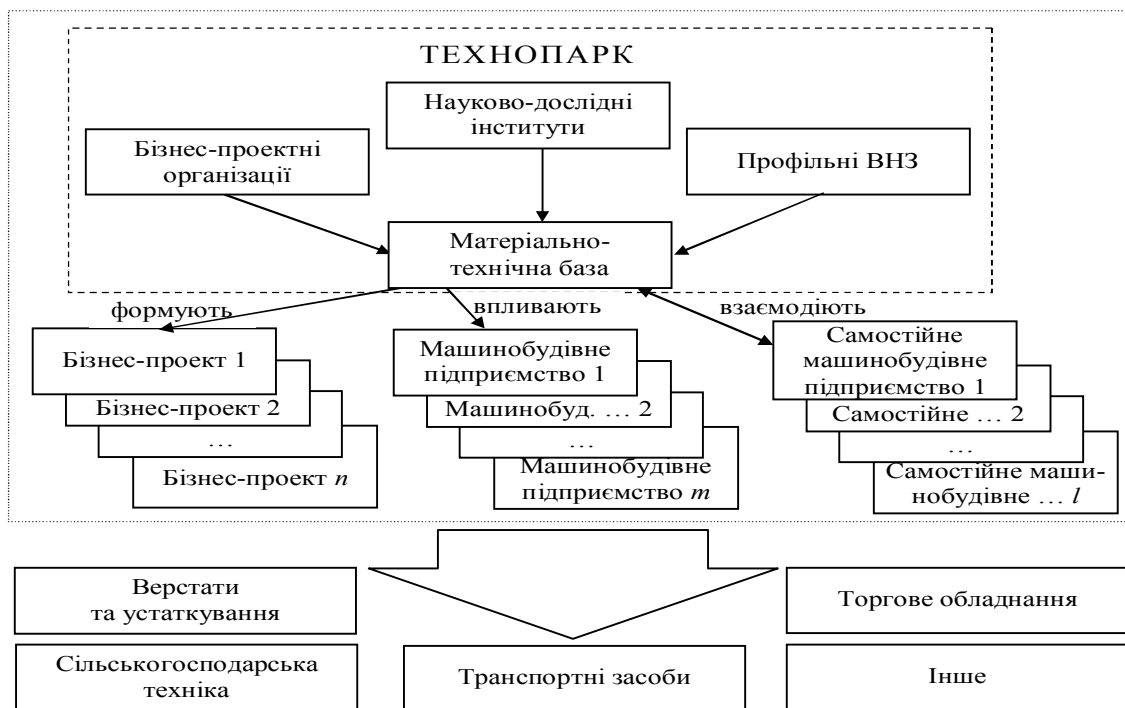 ТЕХНОПАРК
Науково-дослідні
інститути
Бізнес-проектні
організації
Профільні ВНЗ
Матеріально-
технічна база
формують
впливають
взаємодіють
Бізнес-проект 1
Бізнес-проект 2
...
Бізнес-проект n
Машинобудівне
підприємство 1
Машинобуд. ... 2
...
Машинобудівне
підприємство m
Самостійне
машинобудівне
підприємство 1
Самостійне ... 2
...
Самостійне маши-
нобудівне ... l
Верстати
та устаткування
Торгове обладнання
Сільськогосподарська
техніка
Транспортні засоби
Інше